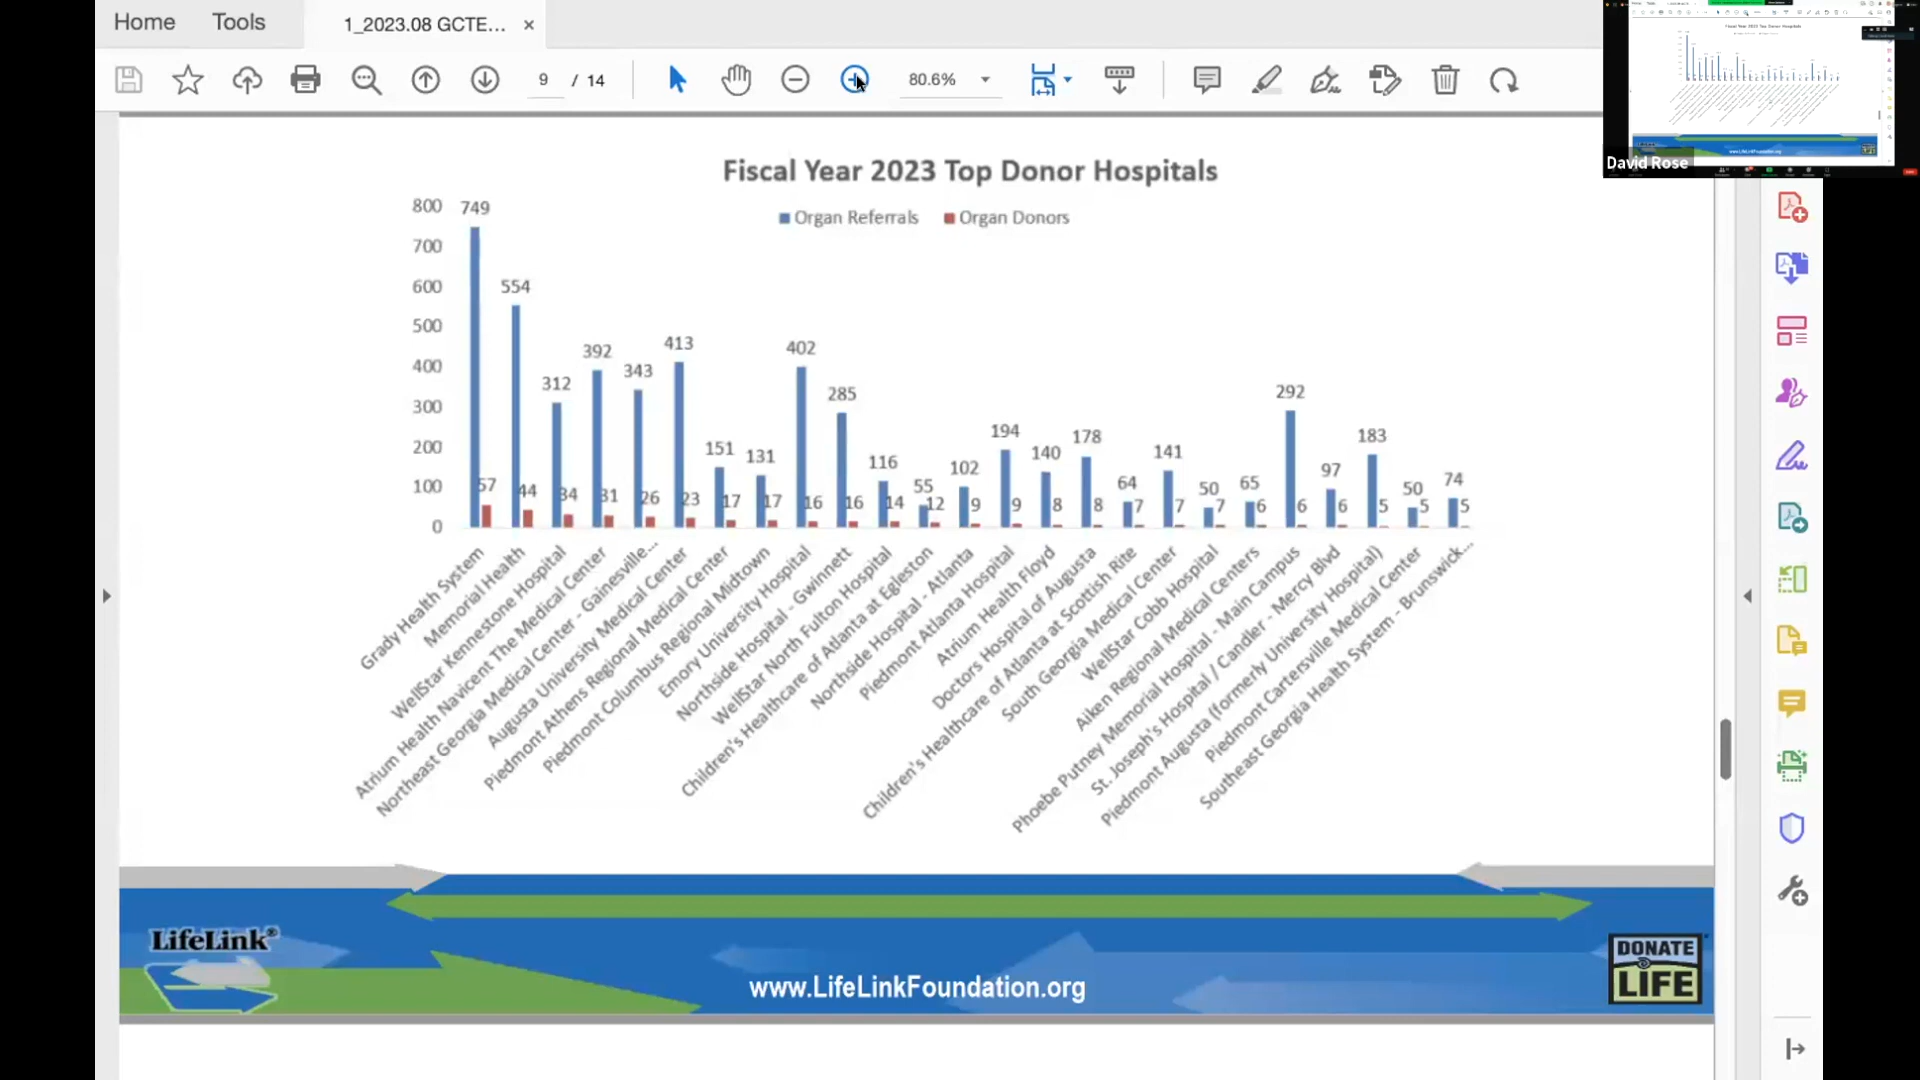 Home
Tools
1_2023.08 GCTE...
×
9 / 14
80.6%
David Rose
Fiscal Year 2023 Top Donor Hospitals
Organ Referrals
Organ Donors
800
700
600
500
400
300
200
100
0
749
57
554
44
312
34
392
31
343
26
413
23
151
17
131
17
402
16
285
16
116
14
55
12
102
9
194
9
140
8
178
8
64
7
141
7
50
7
65
6
292
6
97
6
183
5
50
5
74
5
Grady Health System
Memorial Health
WellStar Kennestone Hospital
Atrium Health Navicent The Medical Center
Northeast Georgia Medical Center - Gainesville...
Augusta University Medical Center
Piedmont Athens Regional Medical Center
Piedmont Columbus Regional Midtown
Emory University Hospital
Northside Hospital - Gwinnett
WellStar North Fulton Hospital
Children's Healthcare of Atlanta at Egleston
Northside Hospital - Atlanta
Piedmont Atlanta Hospital
Atrium Health Floyd
Doctors Hospital of Augusta
Children's Healthcare of Atlanta at Scottish Rite
South Georgia Medical Center
WellStar Cobb Hospital
Aiken Regional Medical Centers
Phoebe Putney Memorial Hospital - Main Campus
St. Joseph's Hospital / Candler - Mercy Blvd
Piedmont Augusta (formerly University Hospital)
Piedmont Cartersville Medical Center
Southeast Georgia Health System - Brunswick...
LifeLink®
www.LifeLinkFoundation.org
DONATE
LIFE